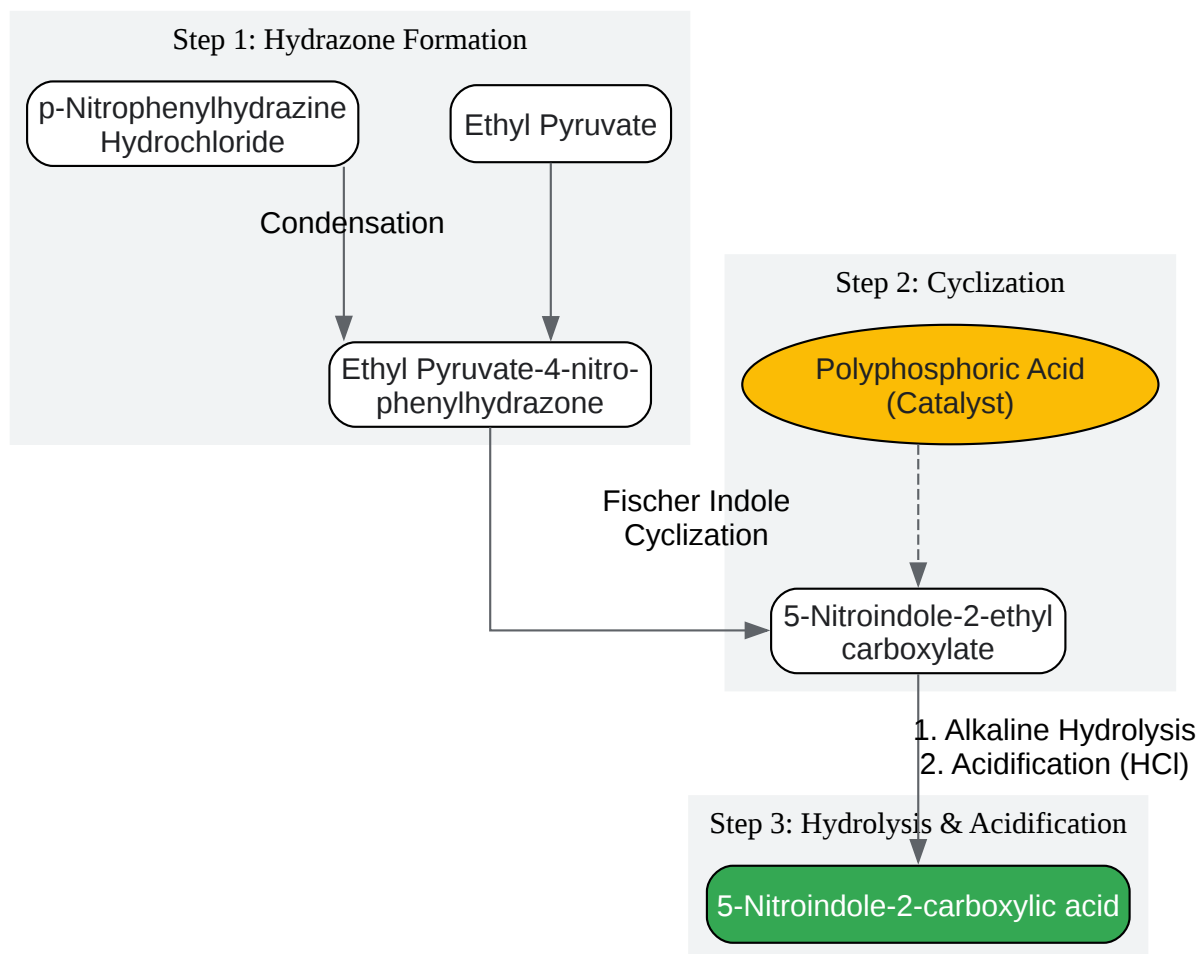 Step 1: Hydrazone Formation
p-Nitrophenylhydrazine
Hydrochloride
Ethyl Pyruvate
Condensation
Ethyl Pyruvate-4-nitro-
phenylhydrazone
Step 2: Cyclization
Polyphosphoric Acid
(Catalyst)
Fischer Indole
Cyclization
5-Nitroindole-2-ethyl
carboxylate
1. Alkaline Hydrolysis
2. Acidification (HCl)
Step 3: Hydrolysis & Acidification
5-Nitroindole-2-carboxylic acid